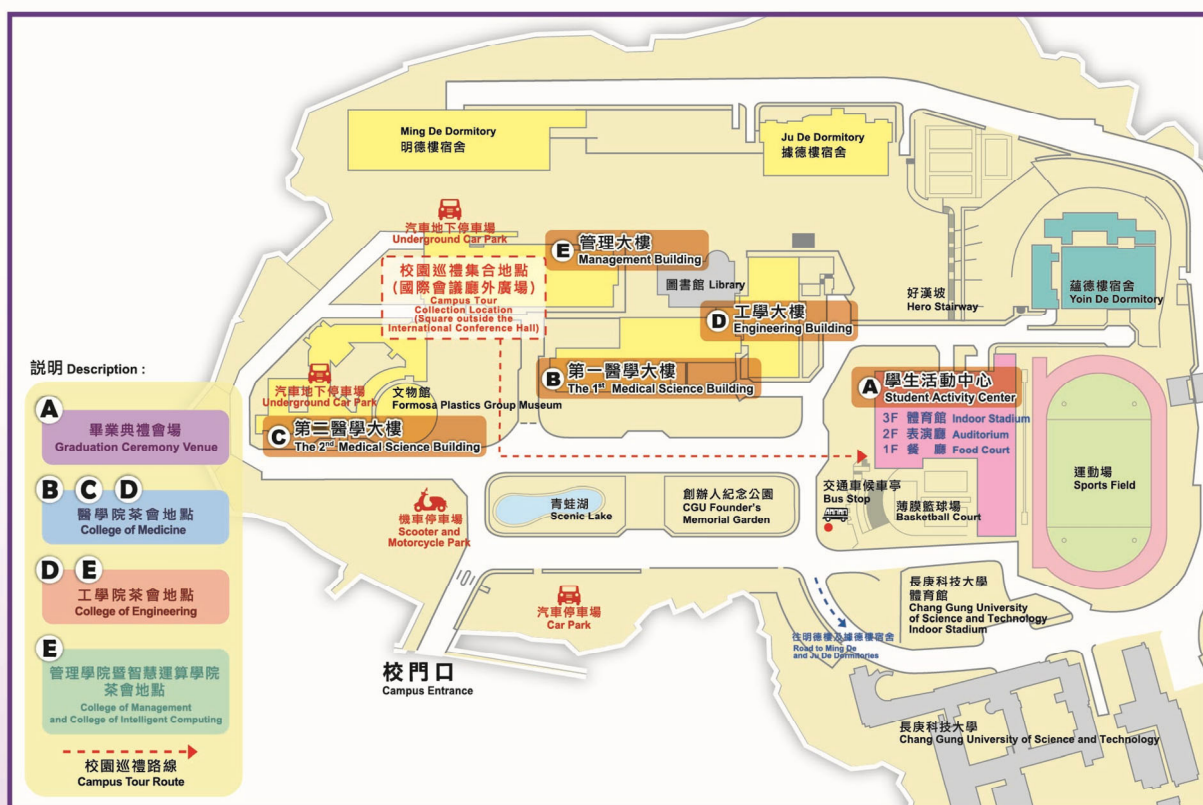 Ming De Dormitory
明德樓宿舍
Ju De Dormitory
據德樓宿舍
汽車地下停車場
Underground Car Park
E
管理大樓
Management Building
校園巡禮集合地點
(國際會議廳外廣場)
Campus Tour
Collection Location
(Square outside the
International Conference Hall)
圖書館 Library
好漢坡
Hero Stairway
蘊德樓宿舍
Yoin De Dormitory
D
工學大樓
Engineering Building
B
第一醫學大樓
The 1st Medical Science Building
A
學生活動中心
Student Activity Center
3F 體育館 Indoor Stadium
2F 表演廳 Auditorium
1F 餐 廳 Food Court
汽車地下停車場
Underground Car Park
文物館
Formosa Plastics Group Museum
C
第二醫學大樓
The 2nd Medical Science Building
運動場
Sports Field
交通車候車亭
Bus Stop
薄膜籃球場
Basketball Court
青蛙湖
Scenic Lake
創辦人紀念公園
CGU Founder's
Memorial Garden
機車停車場
Scooter and
Motorcycle Park
汽車停車場
Car Park
校門口
Campus Entrance
往明德樓及據德樓宿舍
Road to Ming De
and Ju De Dormitories
長庚科技大學
體育館
Chang Gung University
of Science and Technology
Indoor Stadium
長庚科技大學
Chang Gung University of Science and Technology
説明 Description :
A
畢業典禮會場
Graduation Ceremony Venue
B C D
醫學院茶會地點
College of Medicine
D E
工學院茶會地點
College of Engineering
E
管理學院暨智慧運算學院
茶會地點
College of Management
and College of Intelligent Computing
校園巡禮路線
Campus Tour Route